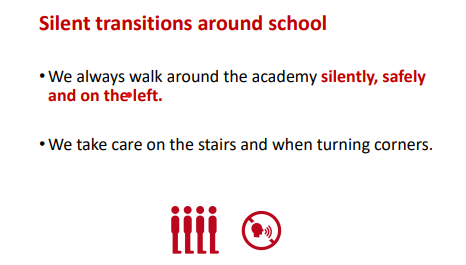 Silent transitions around school
• We always walk around the academy silently, safely
and on the left.
• We take care on the stairs and when turning corners.